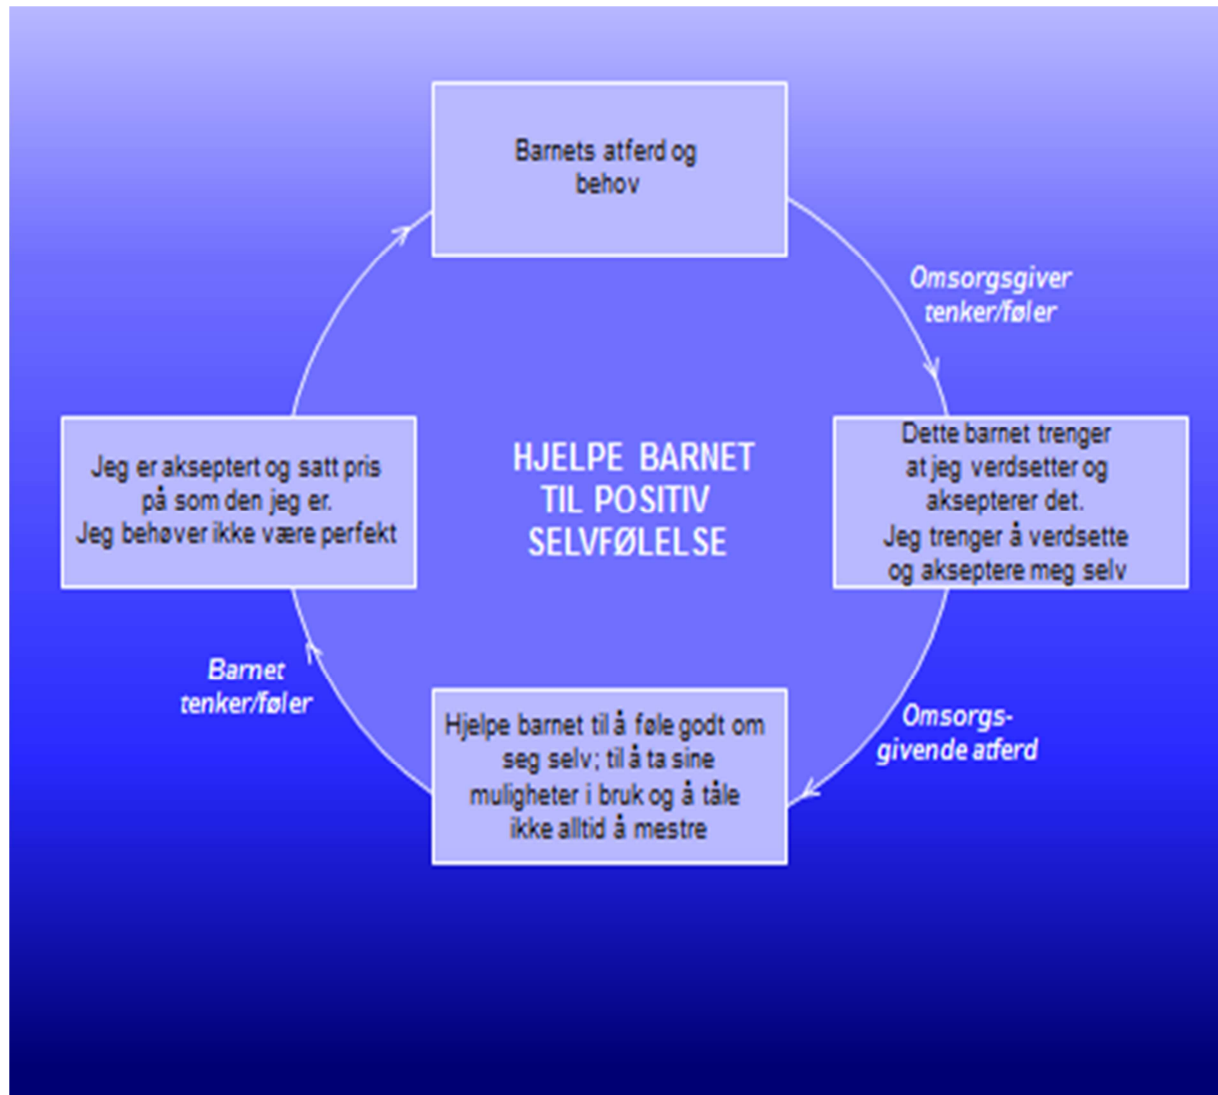 Barnets atferd og
behov
Omsorgsgiver
tenker/føler
Dette barnet trenger
at jeg verdsetter og
aksepterer det.
Jeg trenger å verdsette
og akseptere meg selv
Omsorgs-
givende atferd
Hjelpe barnet til å føle godt om
seg selv; til å ta sine
muligheter i bruk og å tåle
ikke alltid å mestre
Barnet
tenker/føler
Jeg er akseptert og satt pris
på som den jeg er.
Jeg behøver ikke være perfekt
HJELPE BARNET
TIL POSITIV
SELVFØLELSE